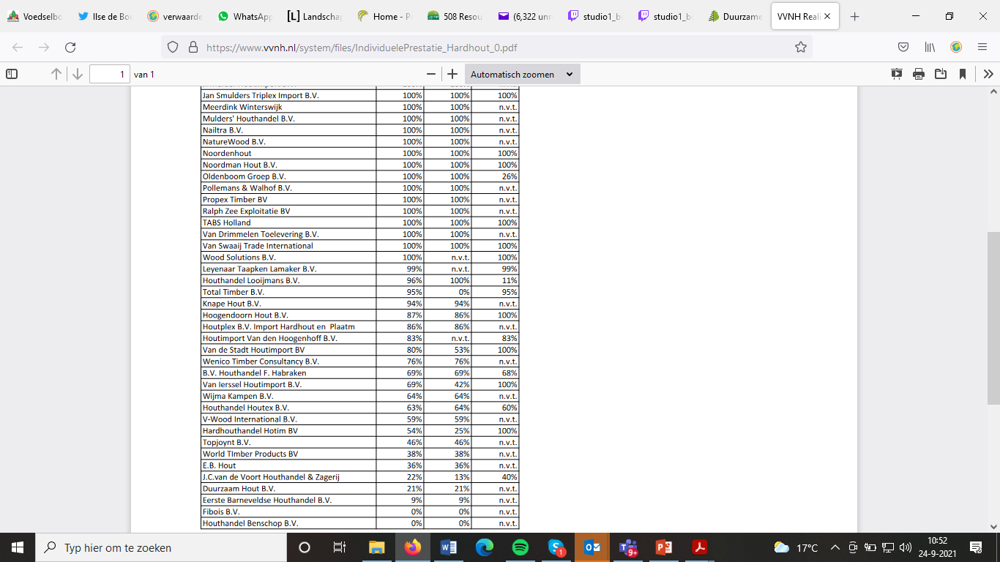 Voedselbo
Ilse de Bo
verwaarde
WhatsApp
[L] Landscha
Home - P
508 Resou
(6,322 unr
studio1_b
studio1_b
Duurzame
VVNH Reali
https://www.vvnh.nl/system/files/IndividuelePrestatie_Hardhout_0.pdf
1 van 1
Automatisch zoomen
Jan Smulders Triplex Import B.V. 100% 100% 100%
Meerdink Winterswijk 100% 100% n.v.t.
Mulders' Houthandel B.V. 100% 100% n.v.t.
Nailtra B.V. 100% 100% n.v.t.
NatureWood B.V. 100% 100% n.v.t.
Noordenhout 100% 100% 100%
Noordman Hout B.V. 100% 100% 100%
Oldenboom Groep B.V. 100% 100% 26%
Pollemans & Walhof B.V. 100% 100% n.v.t.
Propex Timber BV 100% 100% n.v.t.
Ralph Zee Exploitatie BV 100% 100% n.v.t.
TABS Holland 100% 100% 100%
Van Drimmelen Toelevering B.V. 100% 100% n.v.t.
Van Swaaij Trade International 100% 100% 100%
Wood Solutions B.V. 100% n.v.t. 100%
Leyenaar Taapken Lamaker B.V. 99% n.v.t. 99%
Houthandel Looijmans B.V. 96% 100% 11%
Total Timber B.V. 95% 0% 95%
Knape Hout B.V. 94% 94% n.v.t.
Hoogendoorn Hout B.V. 87% 86% 100%
Houtplex B.V. Import Hardhout en Plaatm 86% 86% n.v.t.
Houtimport Van den Hoogenhoff B.V. 83% n.v.t. 83%
Van de Stadt Houtimport BV 80% 53% 100%
Wenico Timber Consultancy B.V. 76% 76% n.v.t.
B.V. Houthandel F. Habraken 69% 69% 68%
Van Ierssel Houtimport B.V. 69% 42% 100%
Wijma Kampen B.V. 64% 64% n.v.t.
Houthandel Houtex B.V. 63% 64% 60%
V-Wood International B.V. 59% 59% n.v.t.
Hardhouthandel Hotim BV 54% 25% 100%
Topjoynt B.V. 46% 46% n.v.t.
World TImber Products BV 38% 38% n.v.t.
E.B. Hout 36% 36% n.v.t.
J.C.van de Voort Houthandel & Zagerij 22% 13% 40%
Duurzaam Hout B.V. 21% 21% n.v.t.
Eerste Barneveldse Houthandel B.V. 9% 9% n.v.t.
Fibois B.V. 0% 0% n.v.t.
Houthandel Benschop B.V. 0% 0% n.v.t.
Typ hier om te zoeken
1
9+
17°C
10:52
24-9-2021